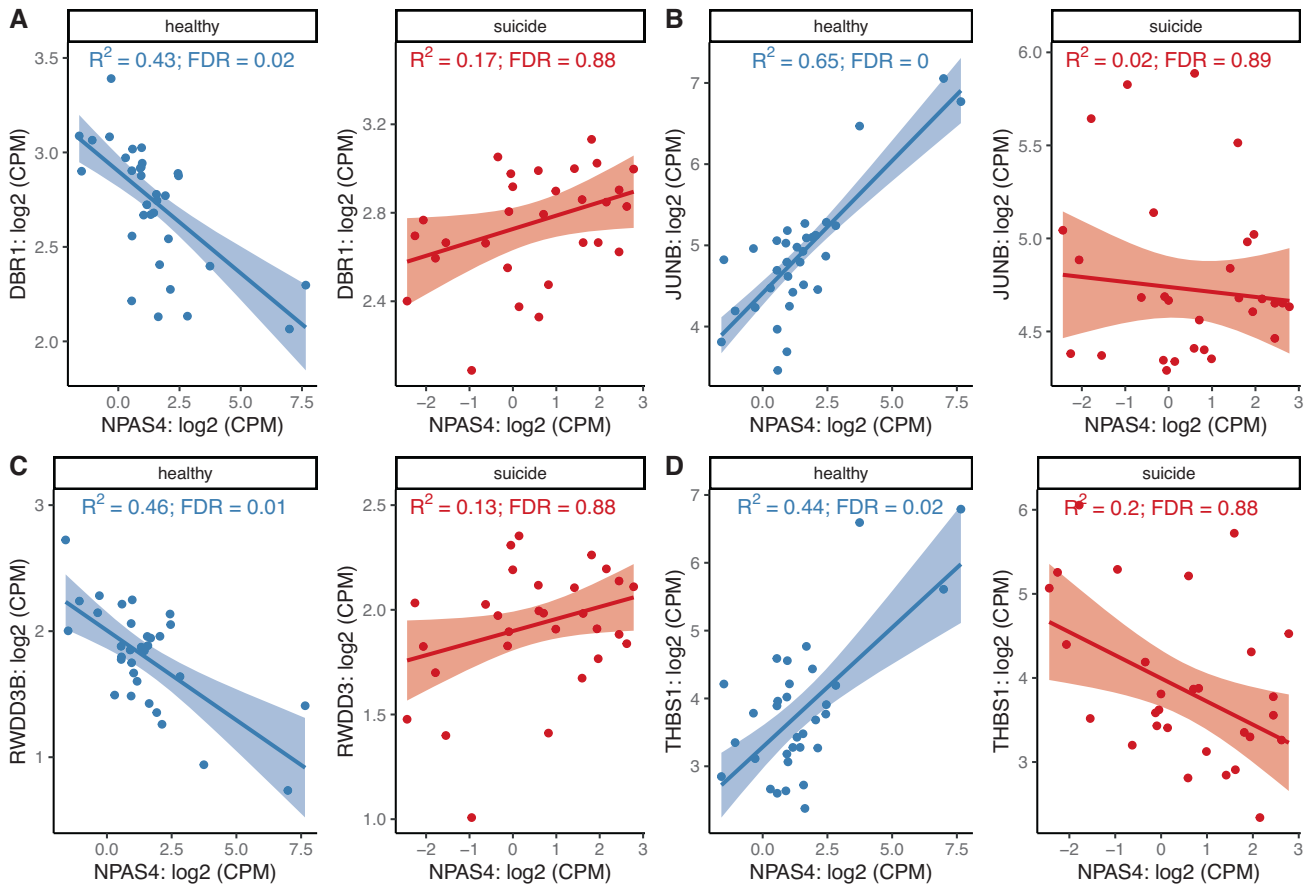 A
healthy
R2 = 0.43; FDR = 0.02
DBR1: log2 (CPM)
3.5
3.0
2.5
2.0
0.0 2.5 5.0 7.5
NPAS4: log2 (CPM)
suicide
R2 = 0.17; FDR = 0.88
DBR1: log2 (CPM)
3.2
2.8
2.4
−2 −1 0 1 2 3
NPAS4: log2 (CPM)
B
healthy
R2 = 0.65; FDR = 0
JUNB: log2 (CPM)
7
6
5
4
0.0 2.5 5.0 7.5
NPAS4: log2 (CPM)
suicide
R2 = 0.02; FDR = 0.89
JUNB: log2 (CPM)
6.0
5.5
5.0
4.5
−2 −1 0 1 2 3
NPAS4: log2 (CPM)
C
healthy
R2 = 0.46; FDR = 0.01
RWDD3B: log2 (CPM)
3
2
1
0.0 2.5 5.0 7.5
NPAS4: log2 (CPM)
suicide
R2 = 0.13; FDR = 0.88
RWDD3: log2 (CPM)
2.5
2.0
1.5
1.0
−2 −1 0 1 2 3
NPAS4: log2 (CPM)
D
healthy
R2 = 0.44; FDR = 0.02
THBS1: log2 (CPM)
7
6
5
4
3
0.0 2.5 5.0 7.5
NPAS4: log2 (CPM)
suicide
R2 = 0.2; FDR = 0.88
THBS1: log2 (CPM)
6
5
4
3
−2 −1 0 1 2 3
NPAS4: log2 (CPM)